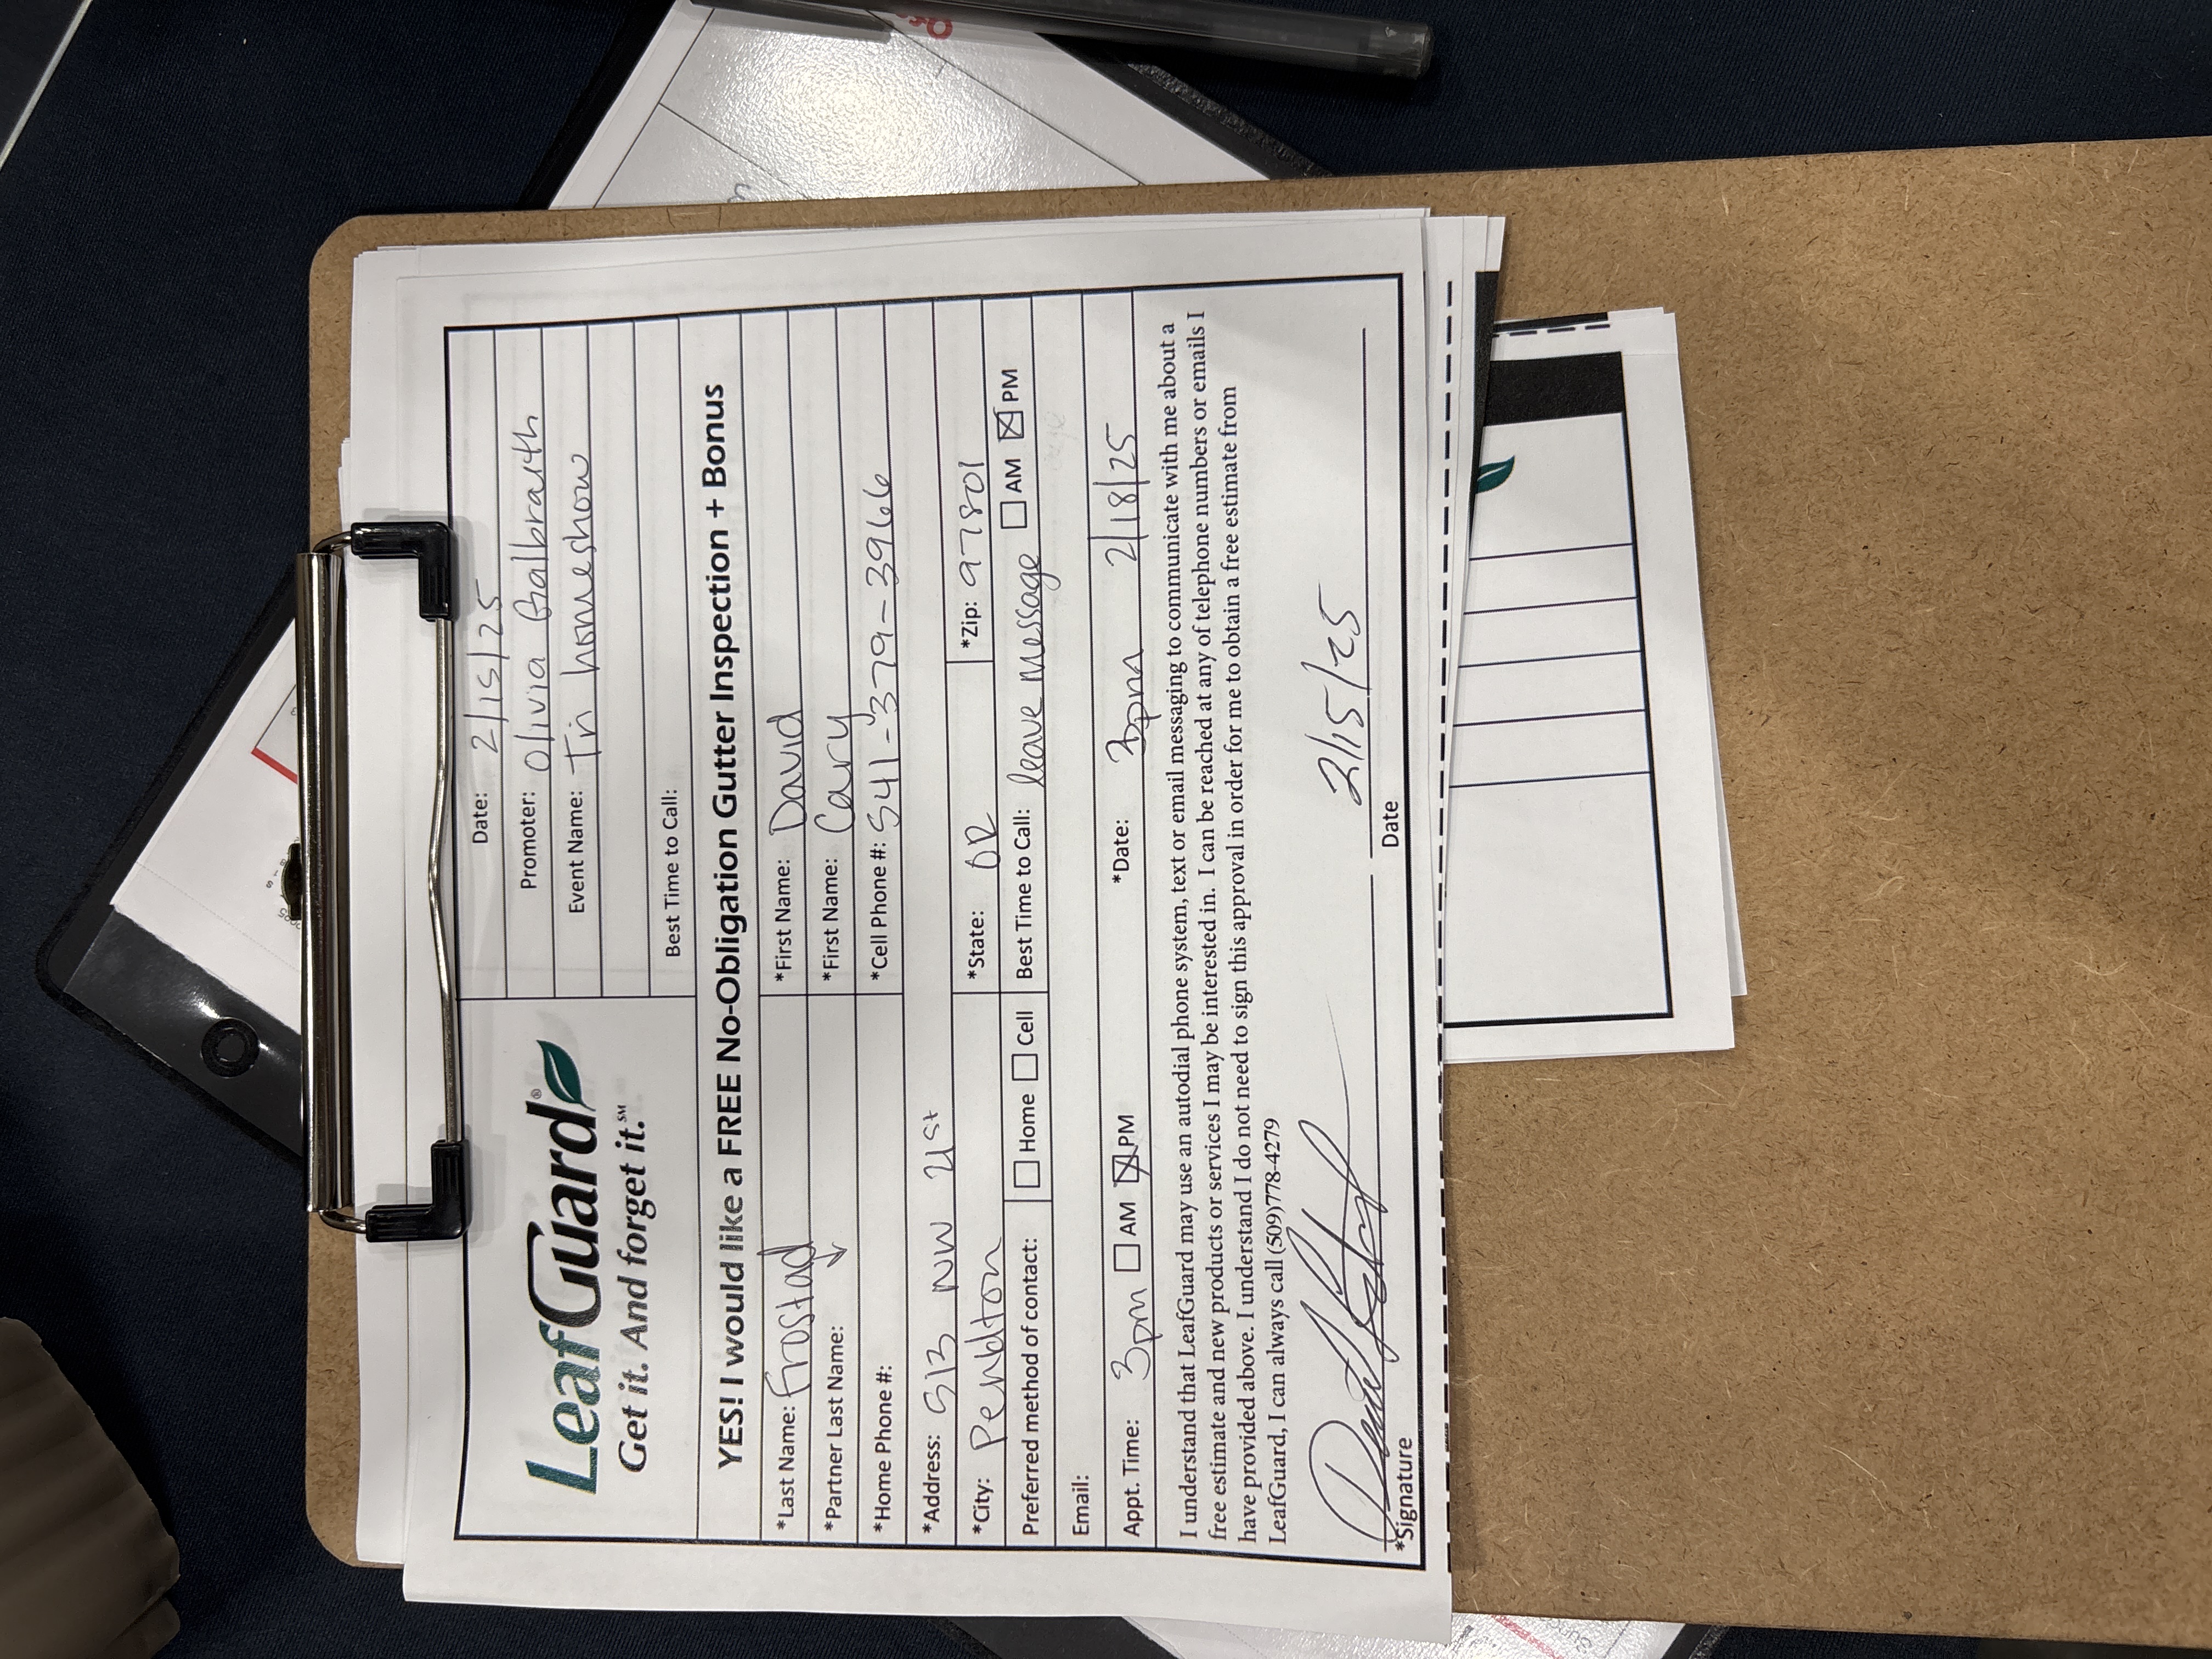 LeafGuard®
Get it. And forget it.℠
Date: 2/15/25
Promoter: Olivia Galbraith
Event Name: Tri homeshow
Best Time to Call:
YES! I would like a FREE No-Obligation Gutter Inspection + Bonus
*Last Name: Frostad *First Name: David
*Partner Last Name: ↓ *First Name: Cary
*Home Phone #: *Cell Phone #: 541-379-3966
*Address: 513 NW 21st
*City: Pendlton *State: OR *Zip: 97801
Preferred method of contact: ☐ Home ☐ Cell Best Time to Call: leave message ☐ AM ☒ PM
Email:
Appt. Time: 3pm ☐ AM ☒ PM *Date: 3pm 2/18/25
I understand that LeafGuard may use an autodial phone system, text or email messaging to communicate with me about a
free estimate and new products or services I may be interested in. I can be reached at any of telephone numbers or emails I
have provided above. I understand I do not need to sign this approval in order for me to obtain a free estimate from
LeafGuard, I can always call (509)778-4279
2/15/25
*Signature Date